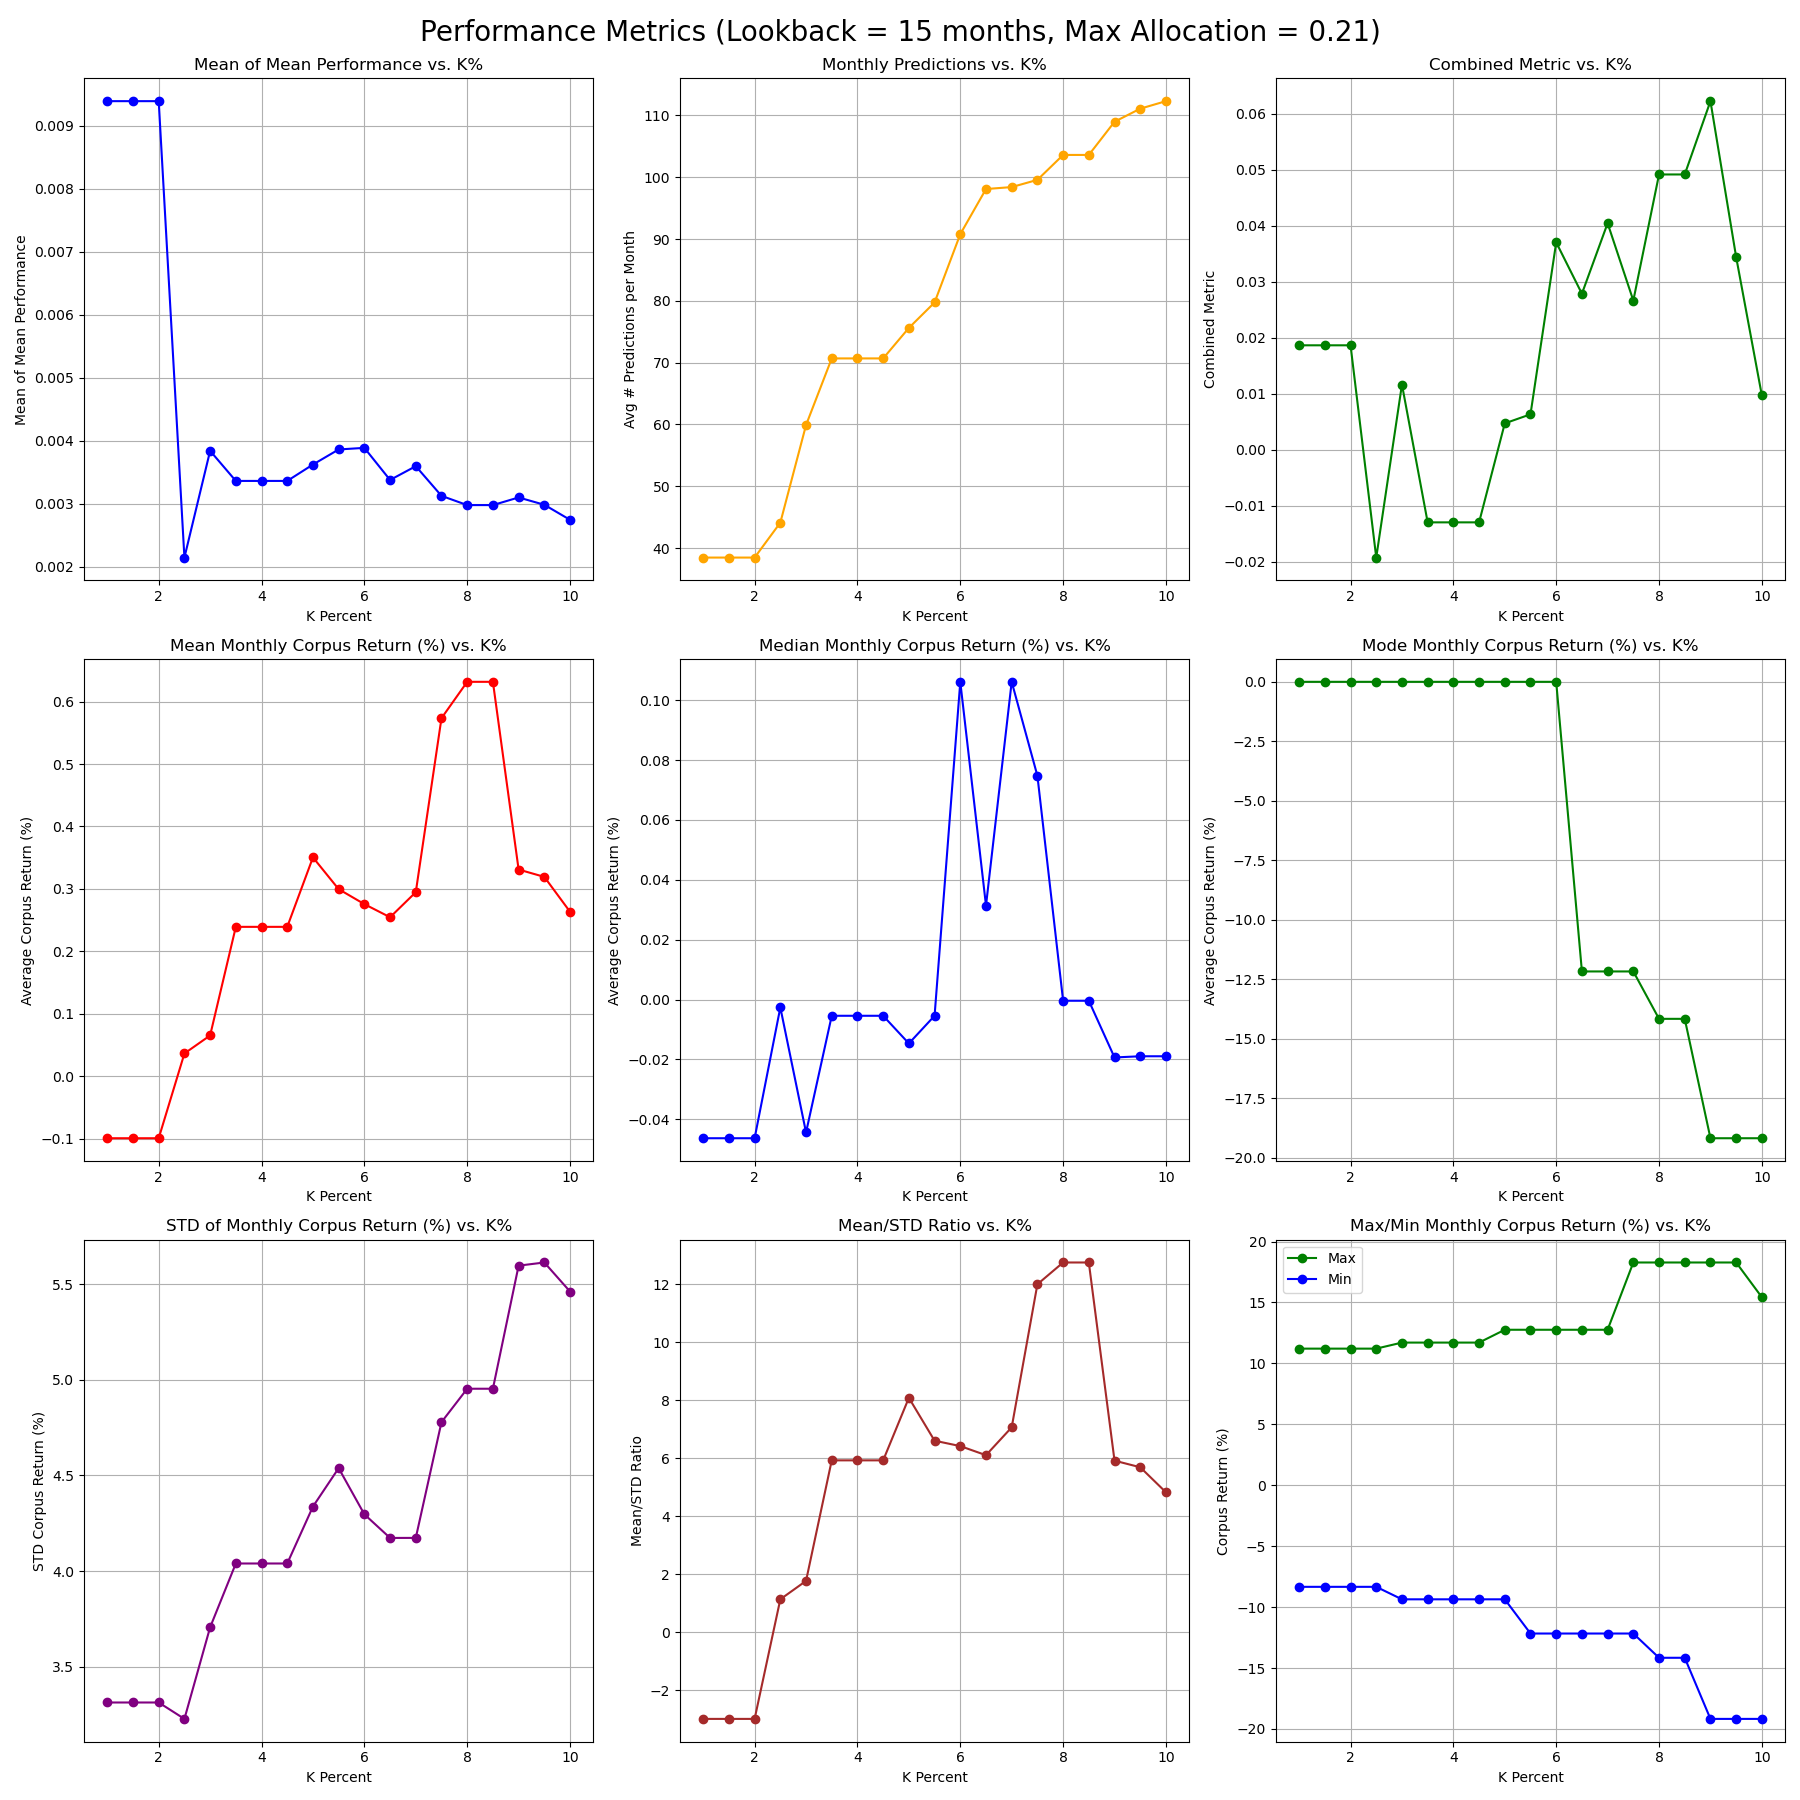 Performance Metrics (Lookback = 15 months, Max Allocation = 0.21)
Mean of Mean Performance vs. K%
Mean of Mean Performance
0.009
0.008
0.007
0.006
0.005
0.004
0.003
0.002
2 4 6 8 10
K Percent
Monthly Predictions vs. K%
Avg # Predictions per Month
110
100
90
80
70
60
50
40
2 4 6 8 10
K Percent
Combined Metric vs. K%
Combined Metric
0.06
0.05
0.04
0.03
0.02
0.01
0.00
−0.01
−0.02
2 4 6 8 10
K Percent
Mean Monthly Corpus Return (%) vs. K%
Average Corpus Return (%)
0.6
0.5
0.4
0.3
0.2
0.1
0.0
−0.1
2 4 6 8 10
K Percent
Median Monthly Corpus Return (%) vs. K%
Average Corpus Return (%)
0.10
0.08
0.06
0.04
0.02
0.00
−0.02
−0.04
2 4 6 8 10
K Percent
Mode Monthly Corpus Return (%) vs. K%
Average Corpus Return (%)
0.0
−2.5
−5.0
−7.5
−10.0
−12.5
−15.0
−17.5
−20.0
2 4 6 8 10
K Percent
STD of Monthly Corpus Return (%) vs. K%
STD Corpus Return (%)
5.5
5.0
4.5
4.0
3.5
2 4 6 8 10
K Percent
Mean/STD Ratio vs. K%
Mean/STD Ratio
12
10
8
6
4
2
0
−2
2 4 6 8 10
K Percent
Max/Min Monthly Corpus Return (%) vs. K%
Max
Min
Corpus Return (%)
20
15
10
5
0
−5
−10
−15
−20
2 4 6 8 10
K Percent